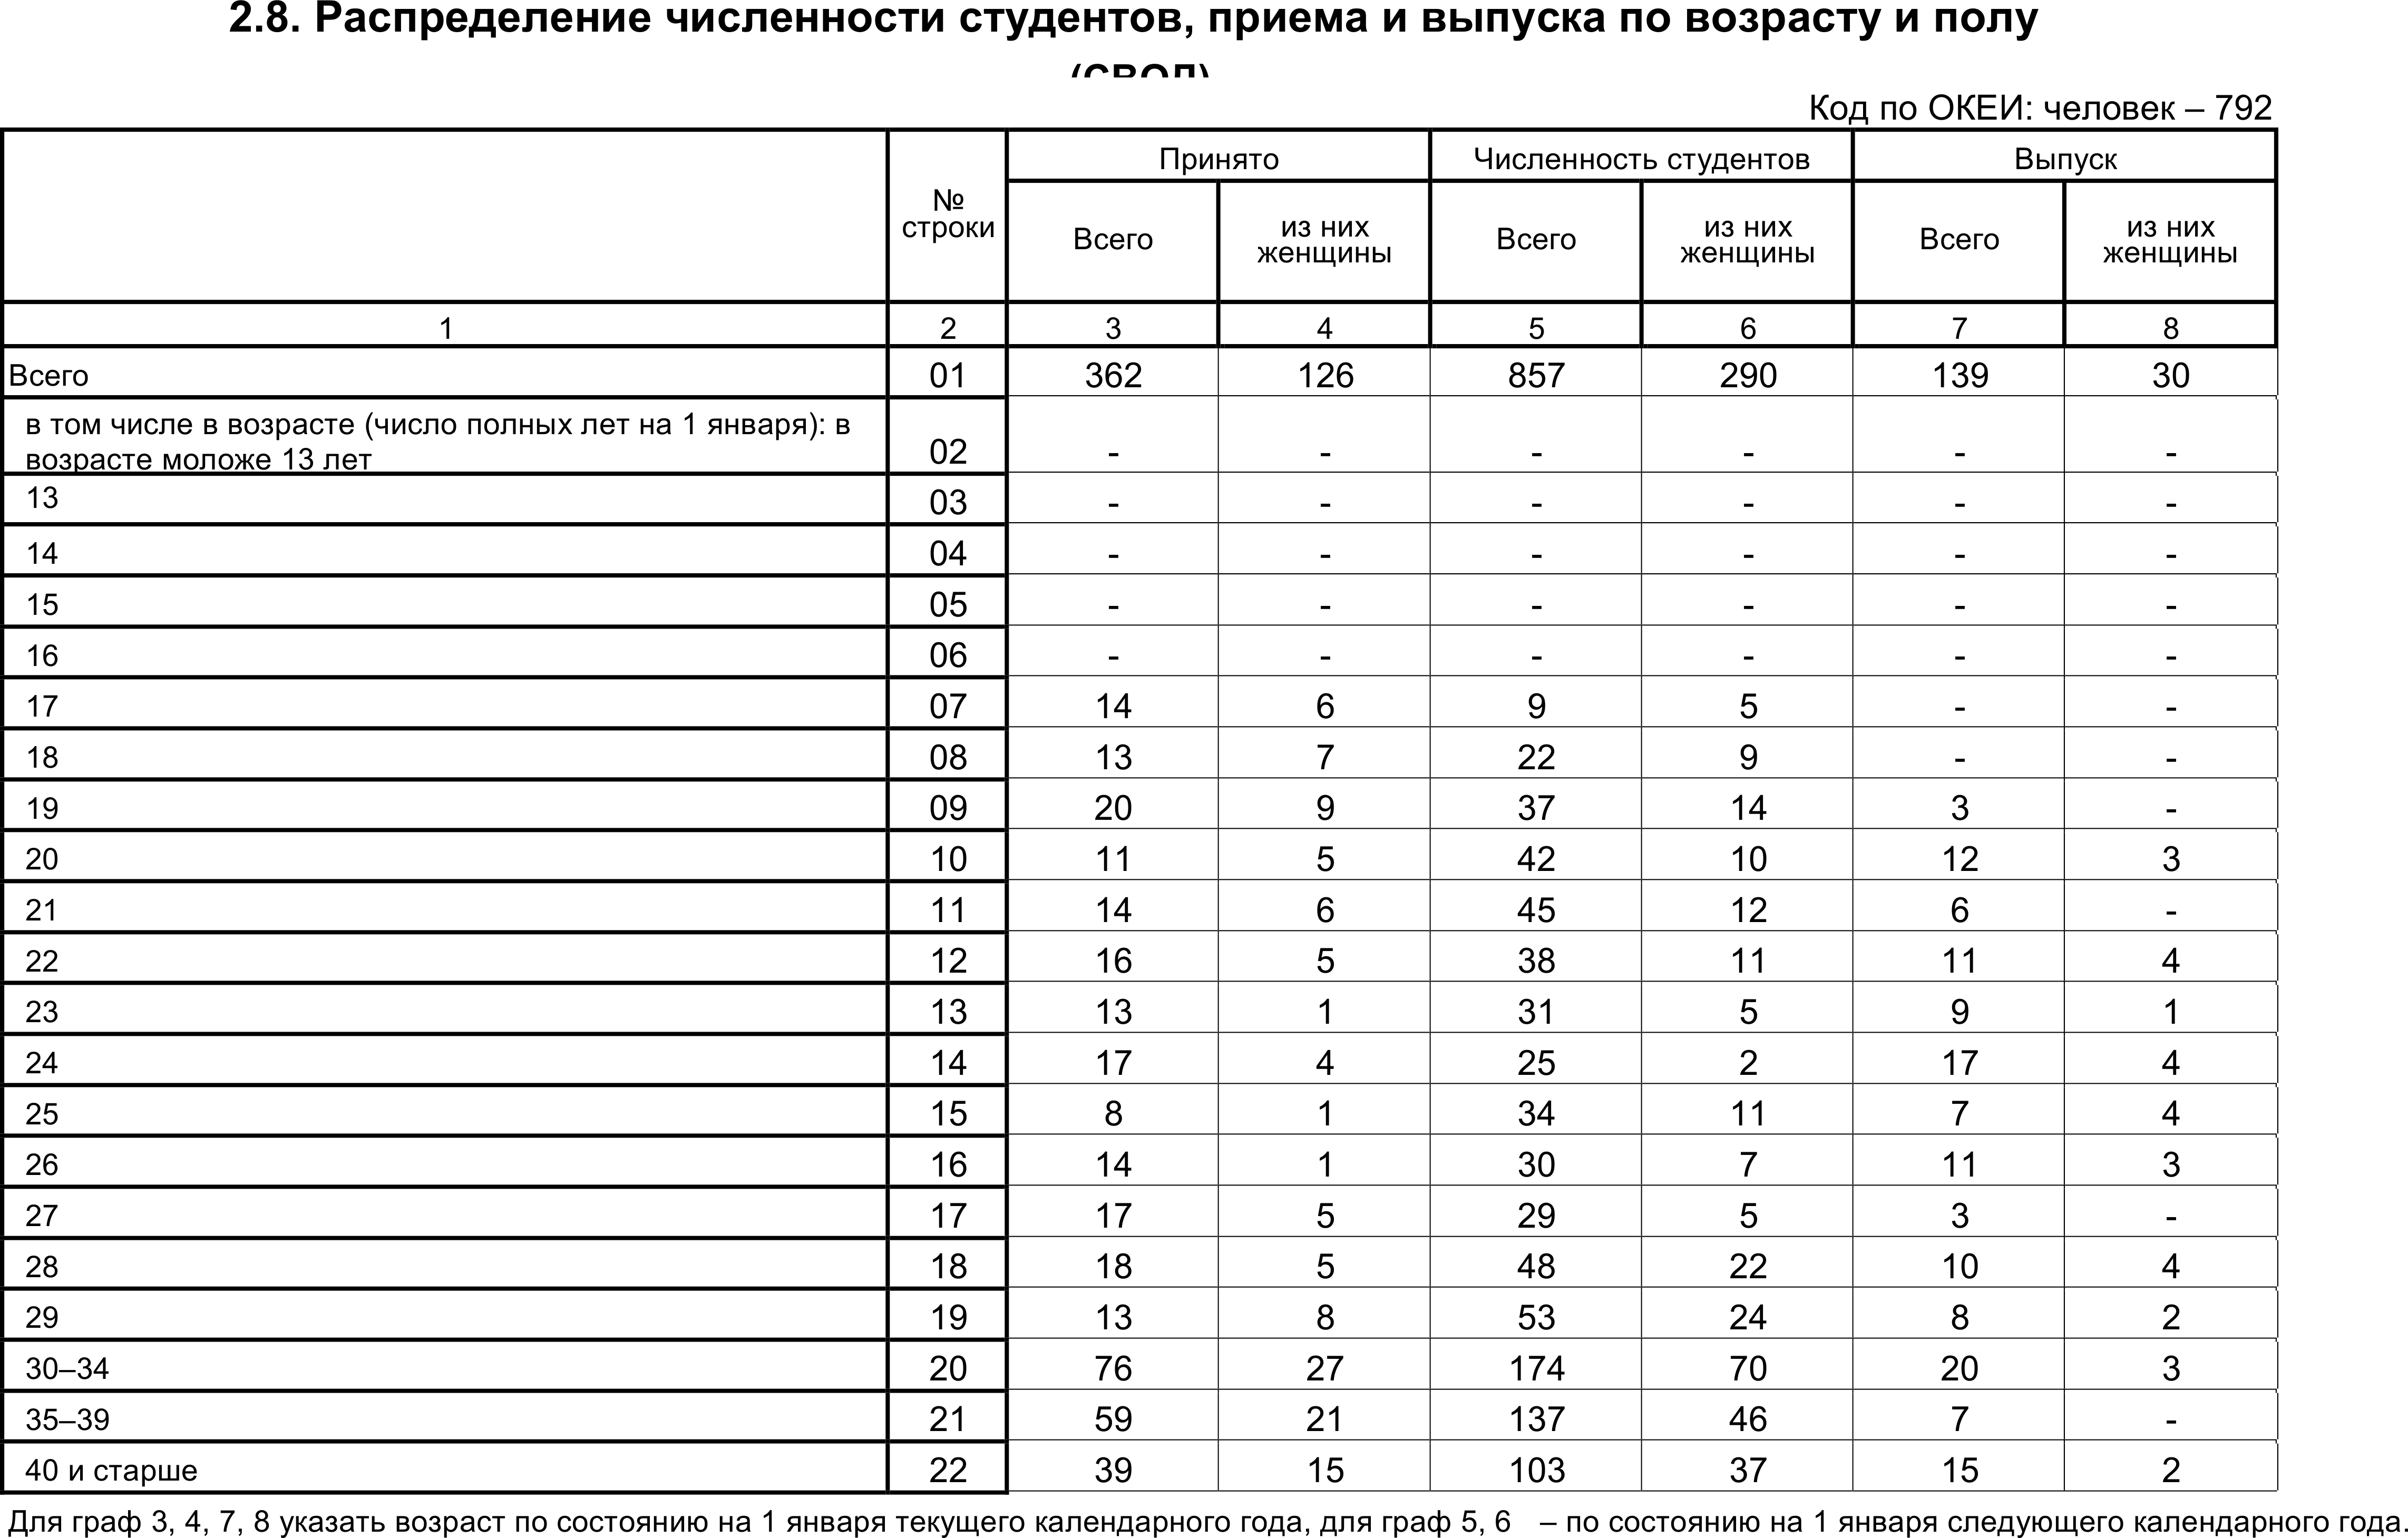 2.8. Распределение численности студентов, приема и выпуска по возрасту и полу
(СВОД)
Код по ОКЕИ: человек – 792
№ строки Принято Численность студентов Выпуск
Всего из них женщины Всего из них женщины Всего из них женщины
1 2 3 4 5 6 7 8
Всего 01 362 126 857 290 139 30
в том числе в возрасте (число полных лет на 1 января): в
возрасте моложе 13 лет 02 - - - - - -
13 03 - - - - - -
14 04 - - - - - -
15 05 - - - - - -
16 06 - - - - - -
17 07 14 6 9 5 - -
18 08 13 7 22 9 - -
19 09 20 9 37 14 3 -
20 10 11 5 42 10 12 3
21 11 14 6 45 12 6 -
22 12 16 5 38 11 11 4
23 13 13 1 31 5 9 1
24 14 17 4 25 2 17 4
25 15 8 1 34 11 7 4
26 16 14 1 30 7 11 3
27 17 17 5 29 5 3 -
28 18 18 5 48 22 10 4
29 19 13 8 53 24 8 2
30–34 20 76 27 174 70 20 3
35–39 21 59 21 137 46 7 -
40 и старше 22 39 15 103 37 15 2
Для граф 3, 4, 7, 8 указать возраст по состоянию на 1 января текущего календарного года, для граф 5, 6 – по состоянию на 1 января следующего календарного года.